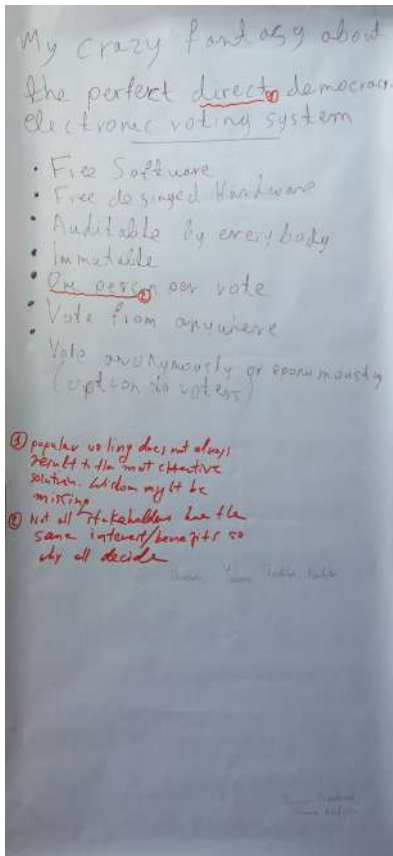 My crazy fantasy about
the perfect direct ① democracy
electronic voting system
• Free Software
• Free desinged Hardware
• Auditable by everybody
• Immutable
• One person ② one vote
• Vote from anywhere
• Vote anonymously or eponymously
(option to voters)
① popular voting does not always
result to the most effective
solution. Wisdom might be
missing
② Not all stakeholders have the
same interest/benefits so
why all decide